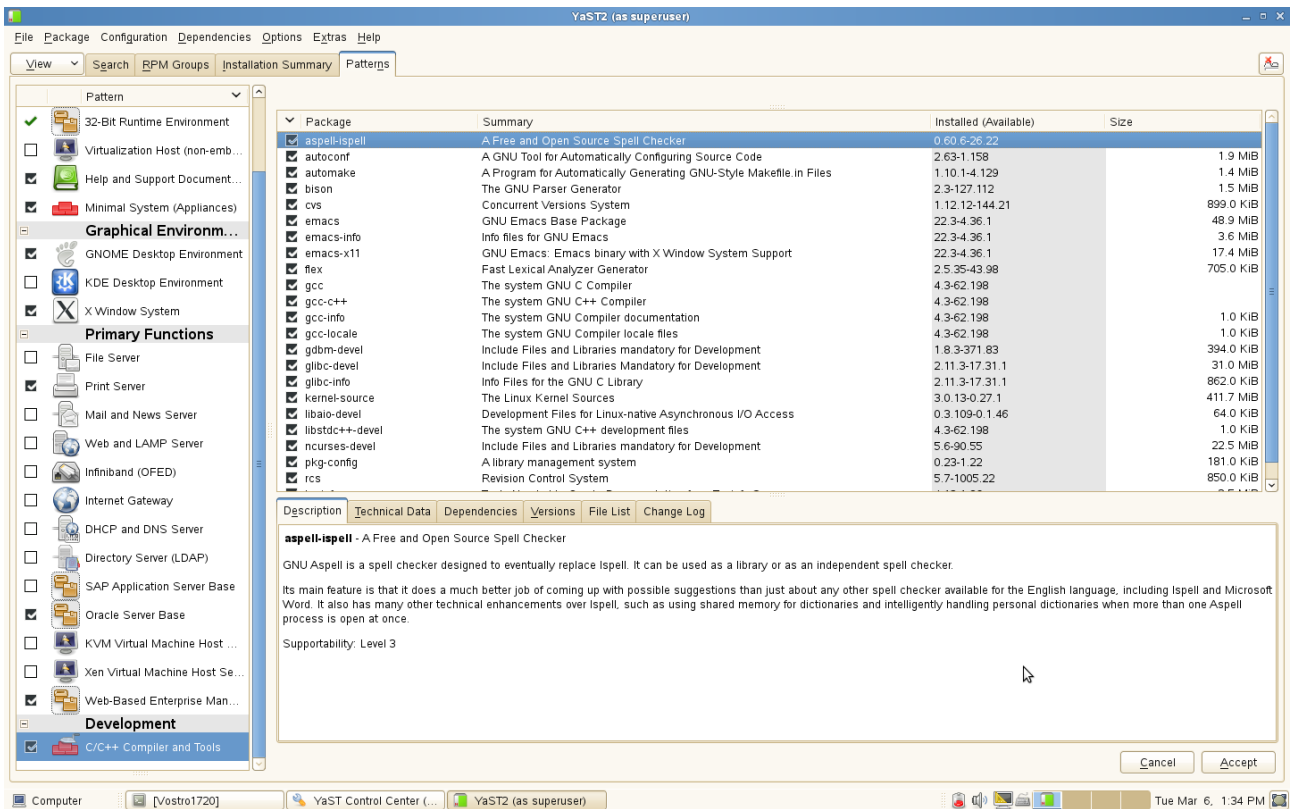 YaST2 (as superuser)
File Package Configuration Dependencies Options Extras Help
View Search RPM Groups Installation Summary Patterns
Pattern
32-Bit Runtime Environment
Virtualization Host (non-emb...
Help and Support Document...
Minimal System (Appliances)
Graphical Environm...
GNOME Desktop Environment
KDE Desktop Environment
X Window System
Primary Functions
File Server
Print Server
Mail and News Server
Web and LAMP Server
Infiniband (OFED)
Internet Gateway
DHCP and DNS Server
Directory Server (LDAP)
SAP Application Server Base
Oracle Server Base
KVM Virtual Machine Host ...
Xen Virtual Machine Host Se...
Web-Based Enterprise Man...
Development
C/C++ Compiler and Tools
Package Summary Installed (Available) Size
aspell-ispell A Free and Open Source Spell Checker 0.60.6-26.22
autoconf A GNU Tool for Automatically Configuring Source Code 2.63-1.158 1.9 MiB
automake A Program for Automatically Generating GNU-Style Makefile.in Files 1.10.1-4.129 1.4 MiB
bison The GNU Parser Generator 2.3-127.112 1.5 MiB
cvs Concurrent Versions System 1.12.12-144.21 899.0 KiB
emacs GNU Emacs Base Package 22.3-4.36.1 48.9 MiB
emacs-info Info files for GNU Emacs 22.3-4.36.1 3.6 MiB
emacs-x11 GNU Emacs: Emacs binary with X Window System Support 22.3-4.36.1 17.4 MiB
flex Fast Lexical Analyzer Generator 2.5.35-43.98 705.0 KiB
gcc The system GNU C Compiler 4.3-62.198
gcc-c++ The system GNU C++ Compiler 4.3-62.198
gcc-info The system GNU Compiler documentation 4.3-62.198 1.0 KiB
gcc-locale The system GNU Compiler locale files 4.3-62.198 1.0 KiB
gdbm-devel Include Files and Libraries mandatory for Development 1.8.3-371.83 394.0 KiB
glibc-devel Include Files and Libraries Mandatory for Development 2.11.3-17.31.1 31.0 MiB
glibc-info Info Files for the GNU C Library 2.11.3-17.31.1 862.0 KiB
kernel-source The Linux Kernel Sources 3.0.13-0.27.1 411.7 MiB
libaio-devel Development Files for Linux-native Asynchronous I/O Access 0.3.109-0.1.46 64.0 KiB
libstdc++-devel The system GNU C++ development files 4.3-62.198 1.0 KiB
ncurses-devel Include Files and Libraries mandatory for Development 5.6-90.55 22.5 MiB
pkg-config A library management system 0.23-1.22 181.0 KiB
rcs Revision Control System 5.7-1005.22 850.0 KiB
Description Technical Data Dependencies Versions File List Change Log
aspell-ispell - A Free and Open Source Spell Checker
GNU Aspell is a spell checker designed to eventually replace Ispell. It can be used as a library or as an independent spell checker.
Its main feature is that it does a much better job of coming up with possible suggestions than just about any other spell checker available for the English language, including Ispell and Microsoft
Word. It also has many other technical enhancements over Ispell, such as using shared memory for dictionaries and intelligently handling personal dictionaries when more than one Aspell
process is open at once.
Supportability: Level 3
Cancel Accept
Computer [Vostro1720] YaST Control Center (... YaST2 (as superuser) Tue Mar 6, 1:34 PM